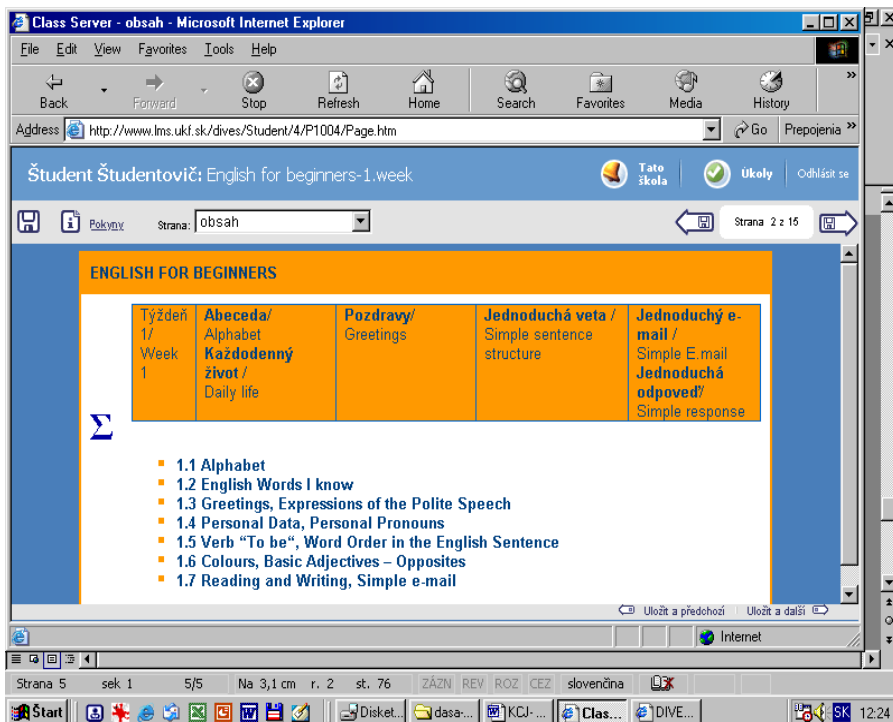 Class Server - obsah - Microsoft Internet Explorer
File Edit View Favorites Tools Help
Back Forward Stop Refresh Home Search Favorites Media History »
Address http://www.lms.ukf.sk/dives/Student/4/P1004/Page.htm Go Prepojenia »
Študent Študentovič: English for beginners-1.week
Tato škola
Úkoly
Odhlásit se
Pokyny Strana: obsah Strana 2 z 15
ENGLISH FOR BEGINNERS
Týždeň
1/
Week
1
Abeceda/
Alphabet
Každodenný
život /
Daily life
Pozdravy/
Greetings
Jednoduchá veta /
Simple sentence
structure
Jednoduchý e-
mail /
Simple E.mail
Jednoduchá
odpoveď/
Simple response
Σ
1.1 Alphabet
1.2 English Words I know
1.3 Greetings, Expressions of the Polite Speech
1.4 Personal Data, Personal Pronouns
1.5 Verb “To be“, Word Order in the English Sentence
1.6 Colours, Basic Adjectives – Opposites
1.7 Reading and Writing, Simple e-mail
Uložit a předchozí Uložit a další
Internet
Strana 5 sek 1 5/5 Na 3,1 cm r. 2 st. 76 ZÁZN REV ROZ CEZ slovenčina
Štart Disket... dasa-... KCJ-... Clas... DIVE... SK 12:24